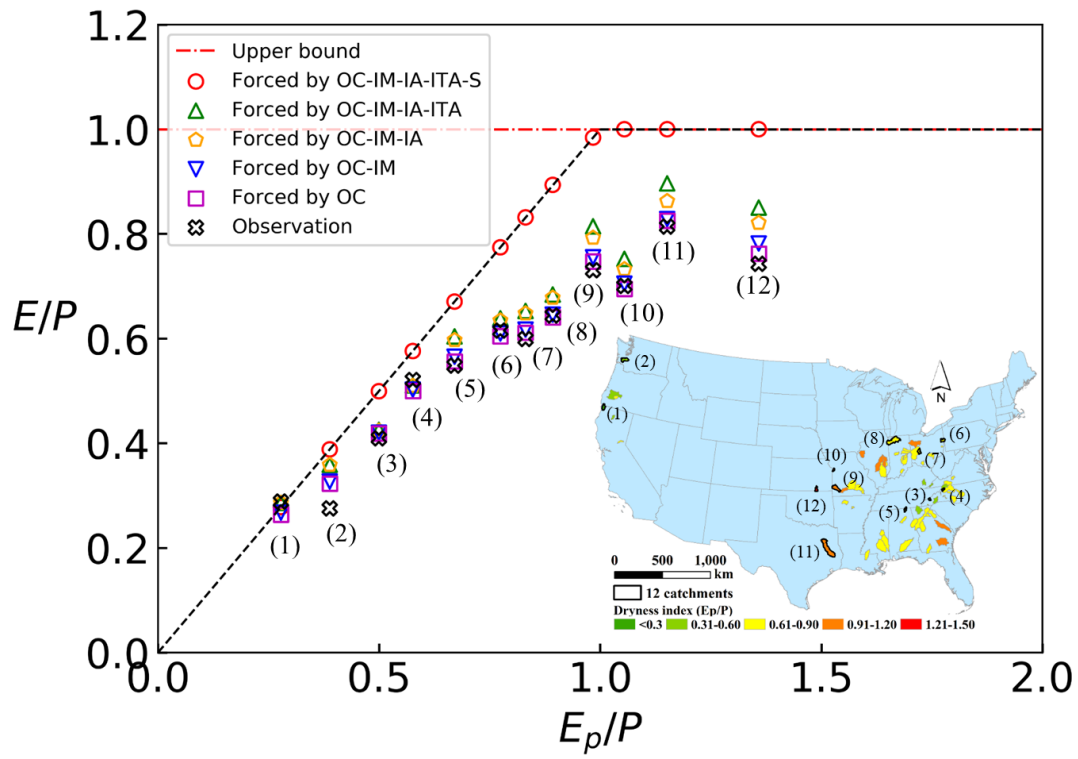 1.2
1.0
0.8
0.6
0.4
0.2
0.0
E/P
Upper bound
Forced by OC-IM-IA-ITA-S
Forced by OC-IM-IA-ITA
Forced by OC-IM-IA
Forced by OC-IM
Forced by OC
Observation
(1)
(2)
(3)
(4)
(5)
(6)
(7)
(8)
(9)
(10)
(11)
(12)
(2)
N
(1)
(8)
(6)
(7)
(10)
(9)
(12)
(3)
(4)
(5)
(11)
0 500 1,000
km
12 catchments
Dryness index (Ep/P)
<0.3 0.31-0.60 0.61-0.90 0.91-1.20 1.21-1.50
0.0 0.5 1.0 1.5 2.0
Ep/P